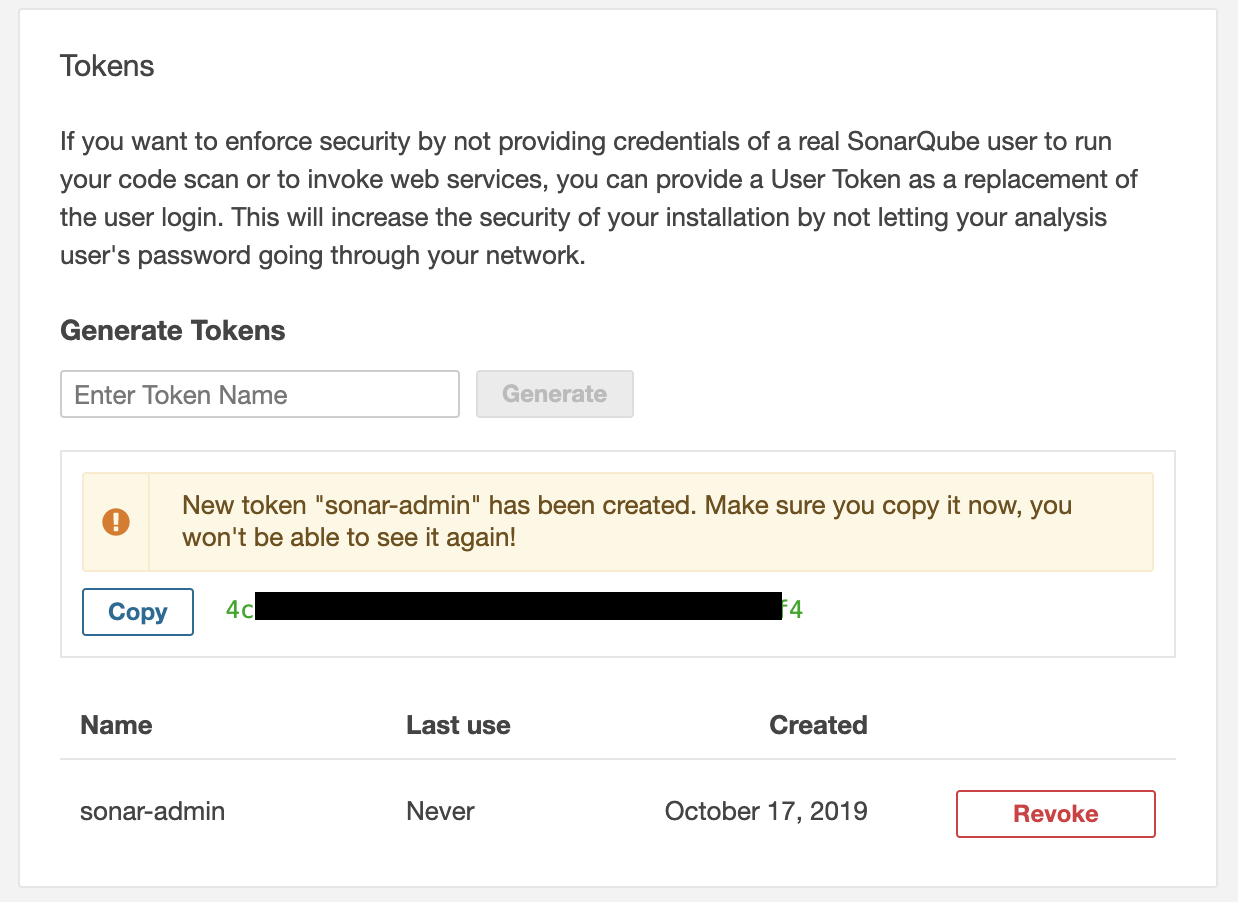 Tokens
If you want to enforce security by not providing credentials of a real SonarQube user to run
your code scan or to invoke web services, you can provide a User Token as a replacement of
the user login. This will increase the security of your installation by not letting your analysis
user's password going through your network.
Generate Tokens
Enter Token Name Generate
New token "sonar-admin" has been created. Make sure you copy it now, you
won't be able to see it again!
Copy 4c f4
Name Last use Created
sonar-admin Never October 17, 2019 Revoke